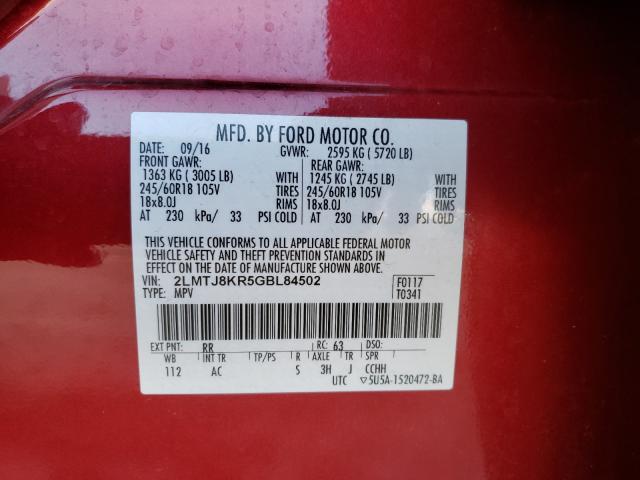 MFD. BY FORD MOTOR CO.
DATE: 09/16 GVWR: 2595 KG ( 5720 LB)
FRONT GAWR: REAR GAWR:
1363 KG ( 3005 LB) WITH 1245 KG ( 2745 LB) WITH
245/60R18 105V TIRES 245/60R18 105V TIRES
18x8.0J RIMS 18x8.0J RIMS
AT 230 kPa/ 33 PSI COLD AT 230 kPa/ 33 PSI COLD
THIS VEHICLE CONFORMS TO ALL APPLICABLE FEDERAL MOTOR
VEHICLE SAFETY AND THEFT PREVENTION STANDARDS IN
EFFECT ON THE DATE OF MANUFACTURE SHOWN ABOVE.
VIN: 2LMTJ8KR5GBL84502 F0117
TYPE: MPV T0341
EXT PNT: RR RC: 63 DSO:
WB INT TR TP/PS R AXLE TR SPR
112 AC S 3H J CCHH
UTC ▽5U5A-1520472-BA